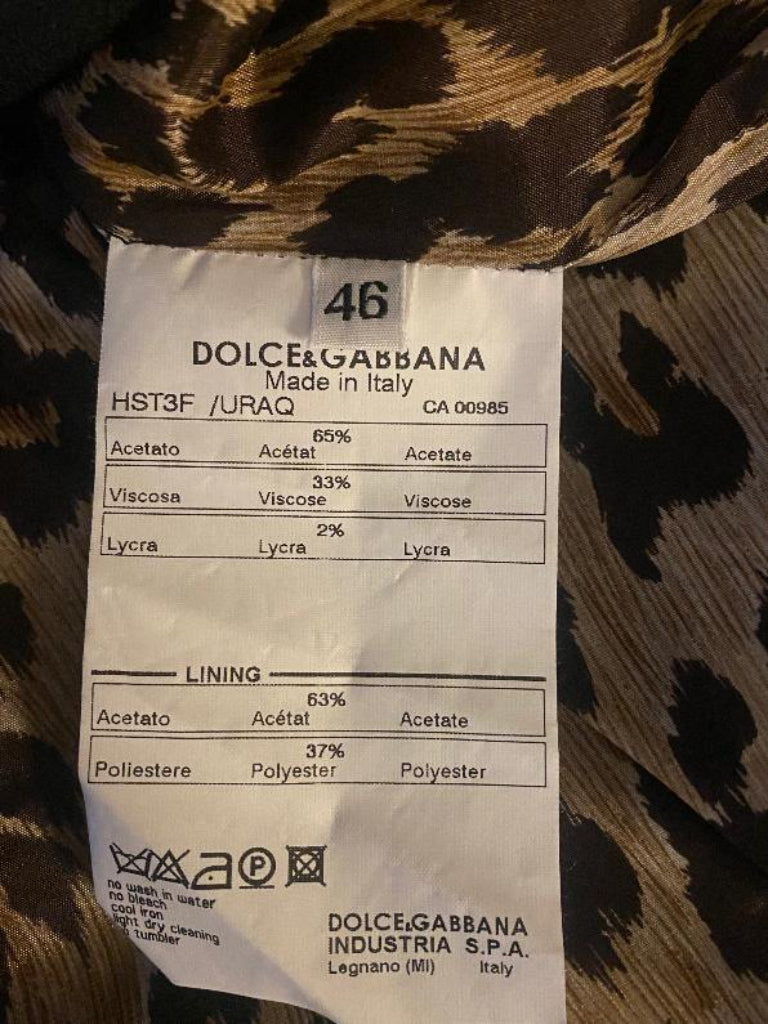 46
DOLCE&GABBANA
Made in Italy
HST3F /URAQ CA 00985
65%
Acetato Acétat Acetate
33%
Viscosa Viscose Viscose
2%
Lycra Lycra Lycra
LINING
63%
Acetato Acétat Acetate
37%
Poliestere Polyester Polyester
P
no wash in water
no bleach
cool iron
light dry cleaning
tumbler
DOLCE&GABBANA
INDUSTRIA S.P.A.
Legnano (MI) Italy